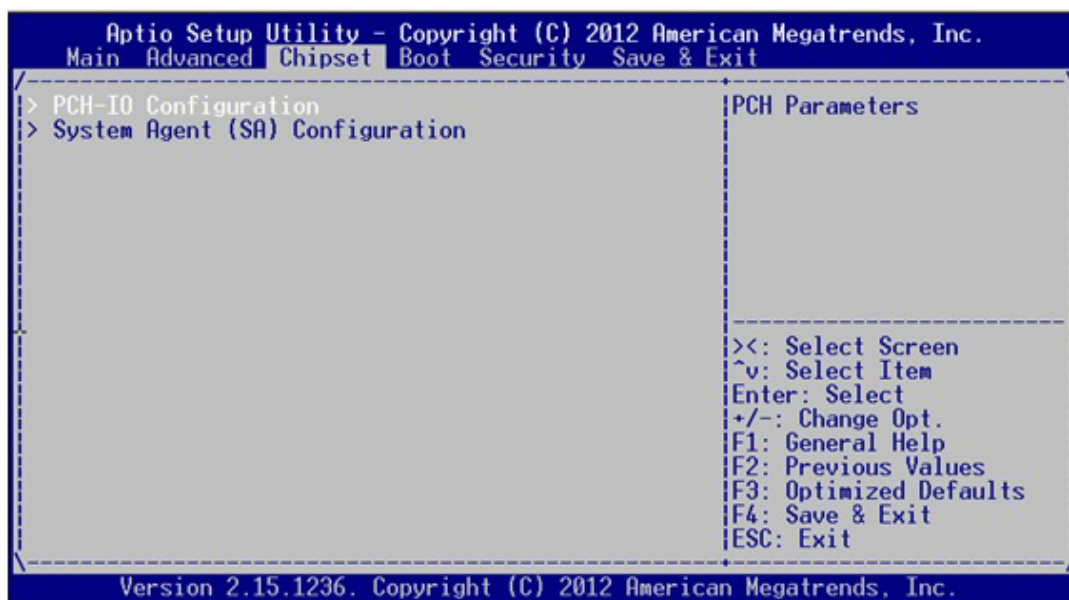 Aptio Setup Utility – Copyright (C) 2012 American Megatrends, Inc.
Main Advanced Chipset Boot Security Save & Exit
> PCH-IO Configuration
> System Agent (SA) Configuration
PCH Parameters
><: Select Screen
^v: Select Item
Enter: Select
+/-: Change Opt.
F1: General Help
F2: Previous Values
F3: Optimized Defaults
F4: Save & Exit
ESC: Exit
Version 2.15.1236. Copyright (C) 2012 American Megatrends, Inc.